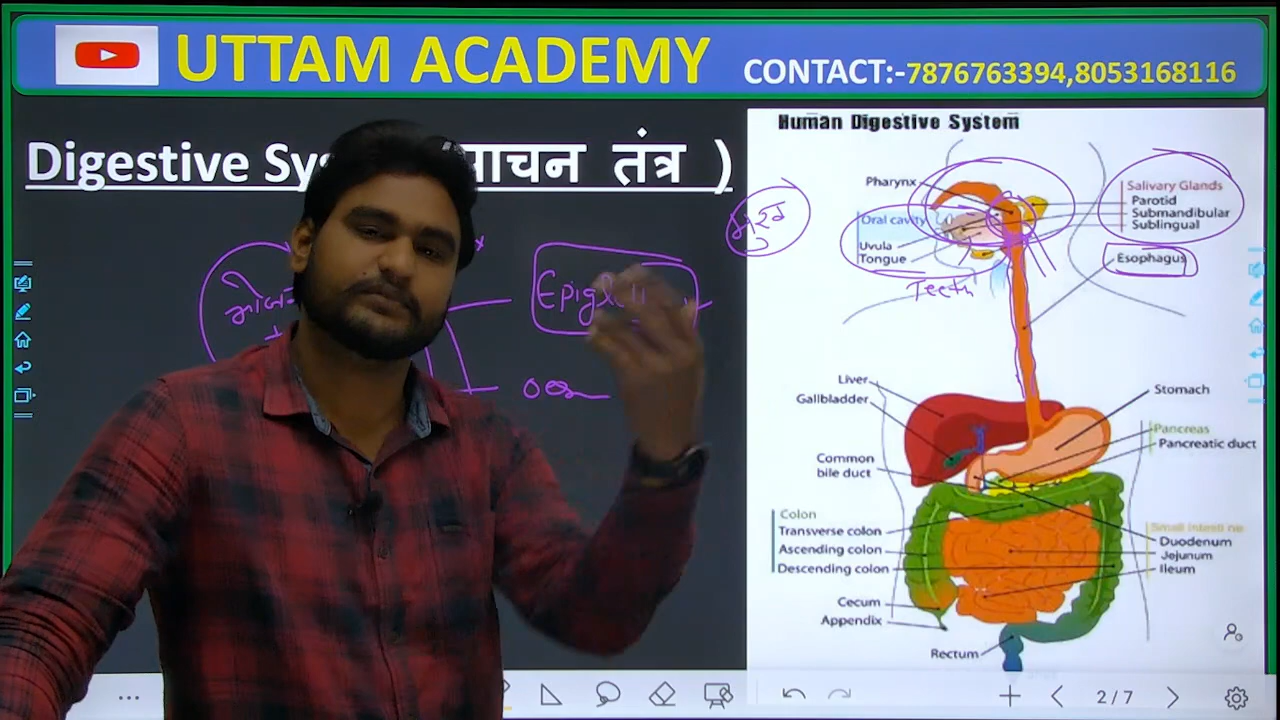 UTTAM ACADEMY
CONTACT:-7876763394,8053168116
Digestive Sy
ाचन तंत्र )
Human Digestive System
Pharynx
Salivary Glands
Parotid
Submandibular
Sublingual
Oral cavity
Uvula
Tongue
Teeth
Esophagus
Epigl
Liver
Gallbladder
Stomach
Pancreas
Pancreatic duct
Common
bile duct
Colon
Transverse colon
Ascending colon
Descending colon
Small intestine
Duodenum
Jejunum
Ileum
Cecum
Appendix
Rectum
2/7